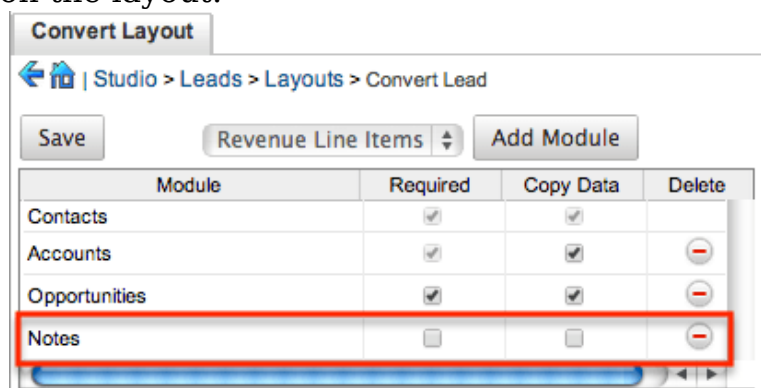 on the layout.
Convert Layout
| Studio > Leads > Layouts > Convert Lead
Save Revenue Line Items Add Module
Module Required Copy Data Delete
Contacts
Accounts
Opportunities
Notes